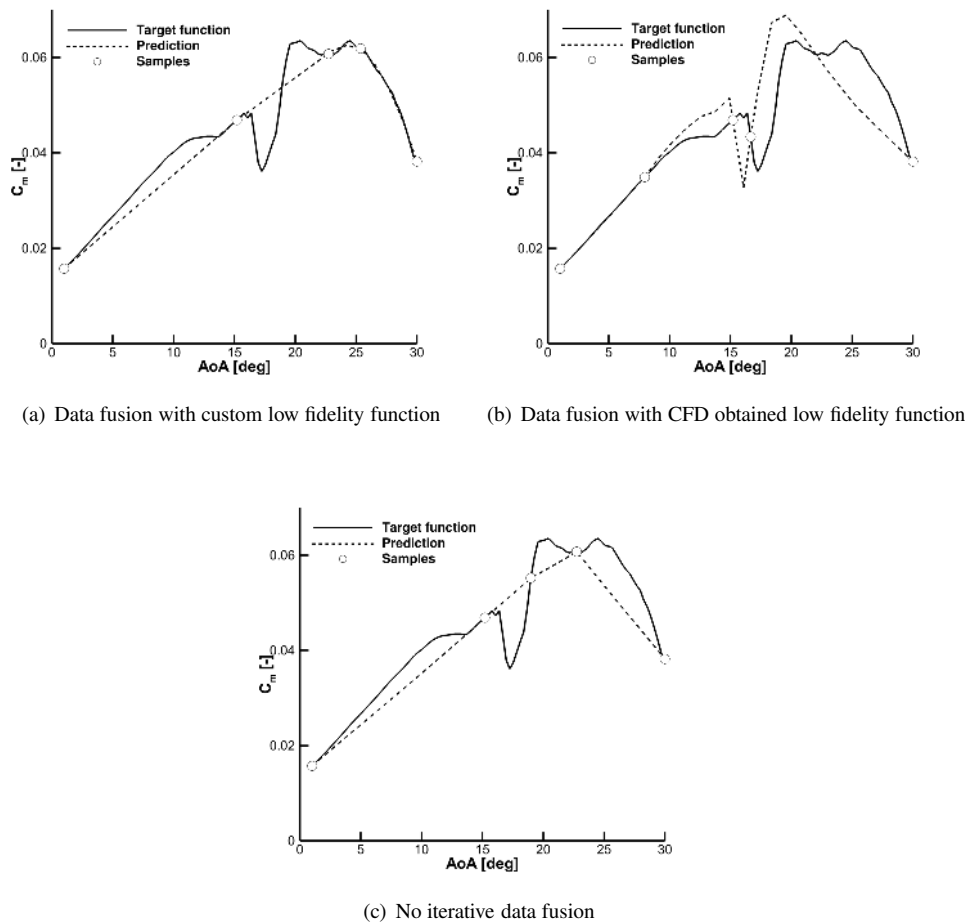 Target function
Prediction
Samples
0.06
0.04
0.02
0
C_m [-]
0 5 10 15 20 25 30
AoA [deg]
(a) Data fusion with custom low fidelity function
Target function
Prediction
Samples
0.06
0.04
0.02
0
C_m [-]
0 5 10 15 20 25 30
AoA [deg]
(b) Data fusion with CFD obtained low fidelity function
Target function
Prediction
Samples
0.06
0.04
0.02
0
C_m [-]
0 5 10 15 20 25 30
AoA [deg]
(c) No iterative data fusion